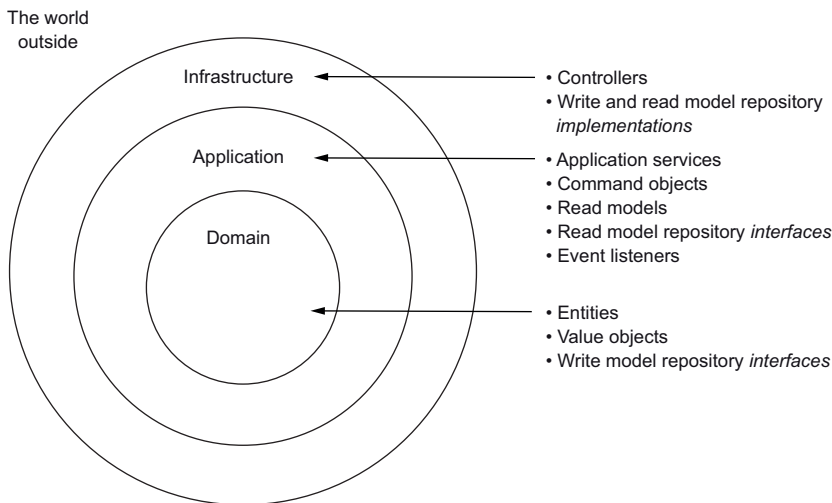 The world
outside
Infrastructure
• Controllers
• Write and read model repository
implementations
Application
• Application services
• Command objects
• Read models
• Read model repository interfaces
• Event listeners
Domain
• Entities
• Value objects
• Write model repository interfaces